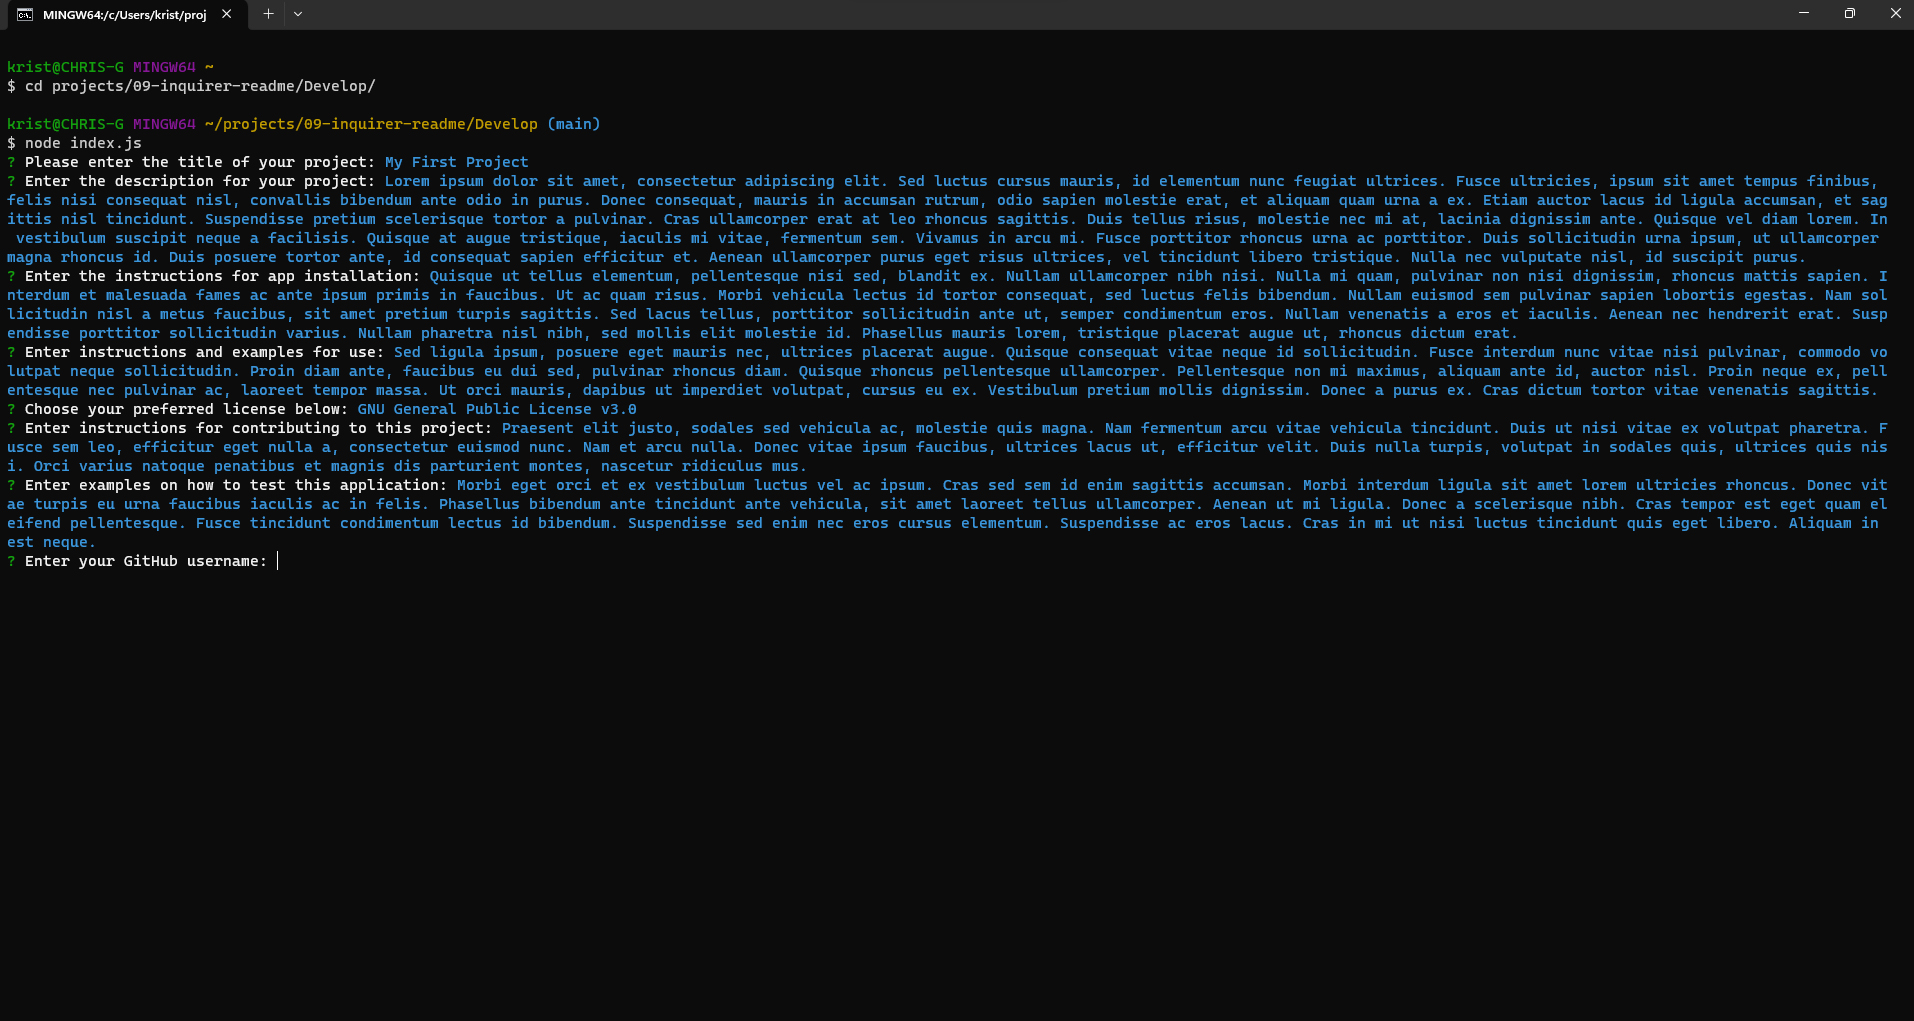 MINGW64:/c/Users/krist/proj
krist@CHRIS-G MINGW64 ~
$ cd projects/09-inquirer-readme/Develop/
krist@CHRIS-G MINGW64 ~/projects/09-inquirer-readme/Develop (main)
$ node index.js
? Please enter the title of your project: My First Project
? Enter the description for your project: Lorem ipsum dolor sit amet, consectetur adipiscing elit. Sed luctus cursus mauris, id elementum nunc feugiat ultrices. Fusce ultricies, ipsum sit amet tempus finibus,
felis nisi consequat nisl, convallis bibendum ante odio in purus. Donec consequat, mauris in accumsan rutrum, odio sapien molestie erat, et aliquam quam urna a ex. Etiam auctor lacus id ligula accumsan, et sag
ittis nisl tincidunt. Suspendisse pretium scelerisque tortor a pulvinar. Cras ullamcorper erat at leo rhoncus sagittis. Duis tellus risus, molestie nec mi at, lacinia dignissim ante. Quisque vel diam lorem. In
vestibulum suscipit neque a facilisis. Quisque at augue tristique, iaculis mi vitae, fermentum sem. Vivamus in arcu mi. Fusce porttitor rhoncus urna ac porttitor. Duis sollicitudin urna ipsum, ut ullamcorper
magna rhoncus id. Duis posuere tortor ante, id consequat sapien efficitur et. Aenean ullamcorper purus eget risus ultrices, vel tincidunt libero tristique. Nulla nec vulputate nisl, id suscipit purus.
? Enter the instructions for app installation: Quisque ut tellus elementum, pellentesque nisi sed, blandit ex. Nullam ullamcorper nibh nisi. Nulla mi quam, pulvinar non nisi dignissim, rhoncus mattis sapien. I
nterdum et malesuada fames ac ante ipsum primis in faucibus. Ut ac quam risus. Morbi vehicula lectus id tortor consequat, sed luctus felis bibendum. Nullam euismod sem pulvinar sapien lobortis egestas. Nam sol
licitudin nisl a metus faucibus, sit amet pretium turpis sagittis. Sed lacus tellus, porttitor sollicitudin ante ut, semper condimentum eros. Nullam venenatis a eros et iaculis. Aenean nec hendrerit erat. Susp
endisse porttitor sollicitudin varius. Nullam pharetra nisl nibh, sed mollis elit molestie id. Phasellus mauris lorem, tristique placerat augue ut, rhoncus dictum erat.
? Enter instructions and examples for use: Sed ligula ipsum, posuere eget mauris nec, ultrices placerat augue. Quisque consequat vitae neque id sollicitudin. Fusce interdum nunc vitae nisi pulvinar, commodo vo
lutpat neque sollicitudin. Proin diam ante, faucibus eu dui sed, pulvinar rhoncus diam. Quisque rhoncus pellentesque ullamcorper. Pellentesque non mi maximus, aliquam ante id, auctor nisl. Proin neque ex, pell
entesque nec pulvinar ac, laoreet tempor massa. Ut orci mauris, dapibus ut imperdiet volutpat, cursus eu ex. Vestibulum pretium mollis dignissim. Donec a purus ex. Cras dictum tortor vitae venenatis sagittis.
? Choose your preferred license below: GNU General Public License v3.0
? Enter instructions for contributing to this project: Praesent elit justo, sodales sed vehicula ac, molestie quis magna. Nam fermentum arcu vitae vehicula tincidunt. Duis ut nisi vitae ex volutpat pharetra. F
usce sem leo, efficitur eget nulla a, consectetur euismod nunc. Nam et arcu nulla. Donec vitae ipsum faucibus, ultrices lacus ut, efficitur velit. Duis nulla turpis, volutpat in sodales quis, ultrices quis nis
i. Orci varius natoque penatibus et magnis dis parturient montes, nascetur ridiculus mus.
? Enter examples on how to test this application: Morbi eget orci et ex vestibulum luctus vel ac ipsum. Cras sed sem id enim sagittis accumsan. Morbi interdum ligula sit amet lorem ultricies rhoncus. Donec vit
ae turpis eu urna faucibus iaculis ac in felis. Phasellus bibendum ante tincidunt ante vehicula, sit amet laoreet tellus ullamcorper. Aenean ut mi ligula. Donec a scelerisque nibh. Cras tempor est eget quam el
eifend pellentesque. Fusce tincidunt condimentum lectus id bibendum. Suspendisse sed enim nec eros cursus elementum. Suspendisse ac eros lacus. Cras in mi ut nisi luctus tincidunt quis eget libero. Aliquam in
est neque.
? Enter your GitHub username: